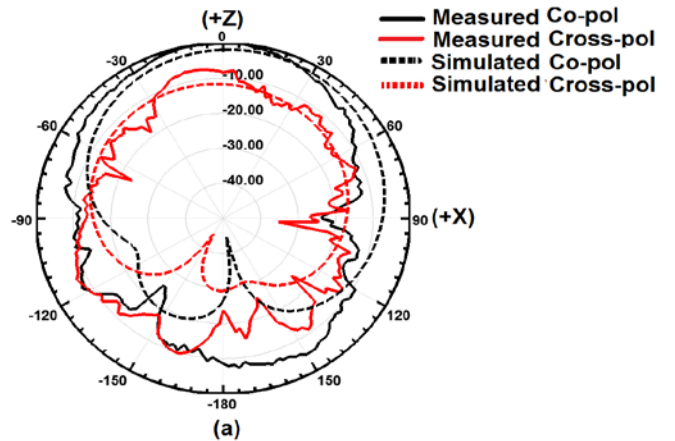 (+Z)
Measured Co-pol
Measured Cross-pol
Simulated Co-pol
Simulated Cross-pol
0
-30
30
-10.00
-20.00
-60
60
-30.00
-40.00
-90
90 (+X)
-120
120
-150
150
-180
(a)